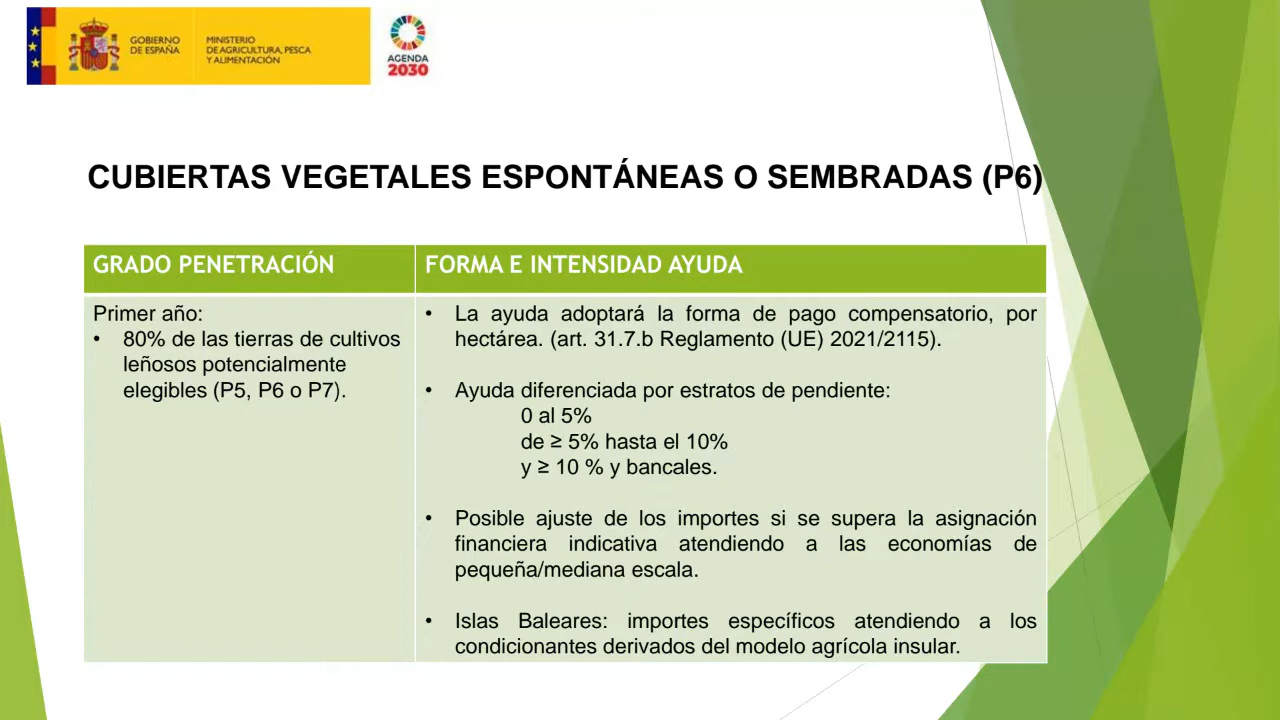 GOBIERNO
DE ESPAÑA
MINISTERIO
DE AGRICULTURA, PESCA
Y ALIMENTACIÓN
AGENDA
2030
CUBIERTAS VEGETALES ESPONTÁNEAS O SEMBRADAS (P6)
GRADO PENETRACIÓN
FORMA E INTENSIDAD AYUDA
Primer año:
• 80% de las tierras de cultivos
leñosos potencialmente
elegibles (P5, P6 o P7).
• La ayuda adoptará la forma de pago compensatorio, por
hectárea. (art. 31.7.b Reglamento (UE) 2021/2115).
• Ayuda diferenciada por estratos de pendiente:
0 al 5%
de ≥ 5% hasta el 10%
y ≥ 10 % y bancales.
• Posible ajuste de los importes si se supera la asignación
financiera indicativa atendiendo a las economías de
pequeña/mediana escala.
• Islas Baleares: importes específicos atendiendo a los
condicionantes derivados del modelo agrícola insular.